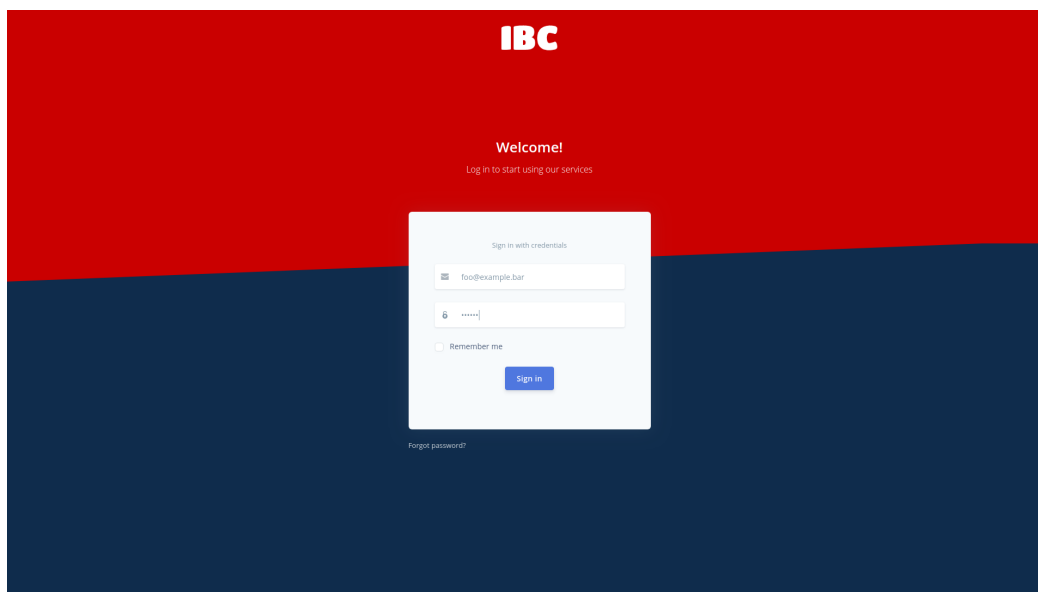 IBC
Welcome!
Log in to start using our services
Sign in with credentials
foo@example.bar
••••••
Remember me
Sign in
Forgot password?